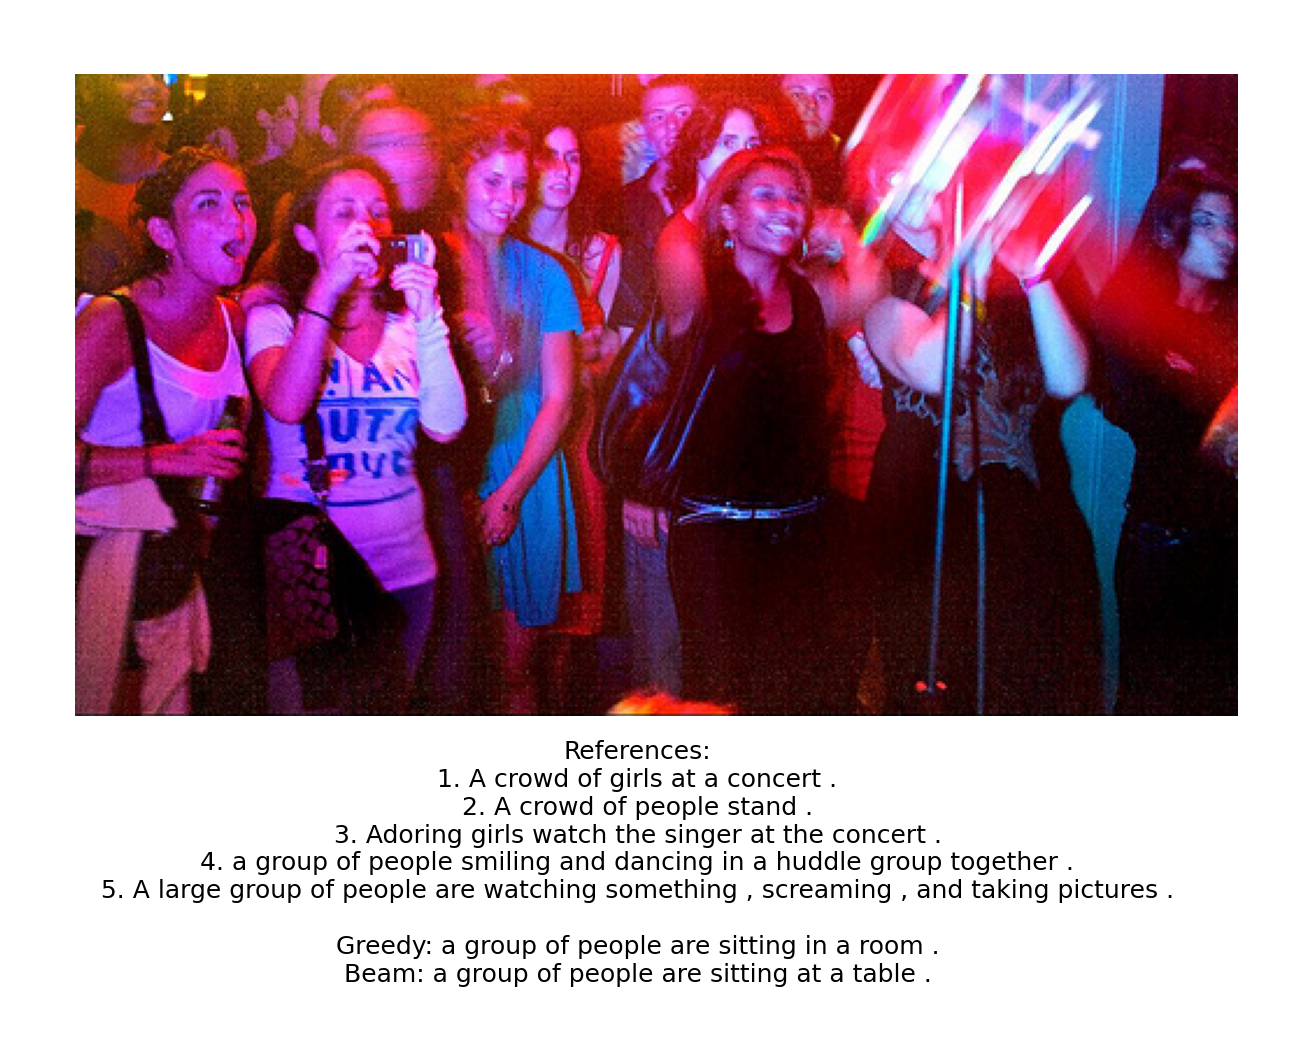 References:
1. A crowd of girls at a concert .
2. A crowd of people stand .
3. Adoring girls watch the singer at the concert .
4. a group of people smiling and dancing in a huddle group together .
5. A large group of people are watching something , screaming , and taking pictures .
Greedy: a group of people are sitting in a room .
Beam: a group of people are sitting at a table .